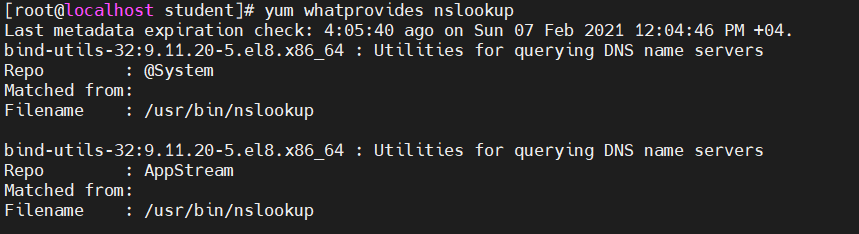 [root@localhost student]# yum whatprovides nslookup
Last metadata expiration check: 4:05:40 ago on Sun 07 Feb 2021 12:04:46 PM +04.
bind-utils-32:9.11.20-5.el8.x86_64 : Utilities for querying DNS name servers
Repo        : @System
Matched from:
Filename    : /usr/bin/nslookup

bind-utils-32:9.11.20-5.el8.x86_64 : Utilities for querying DNS name servers
Repo        : AppStream
Matched from:
Filename    : /usr/bin/nslookup